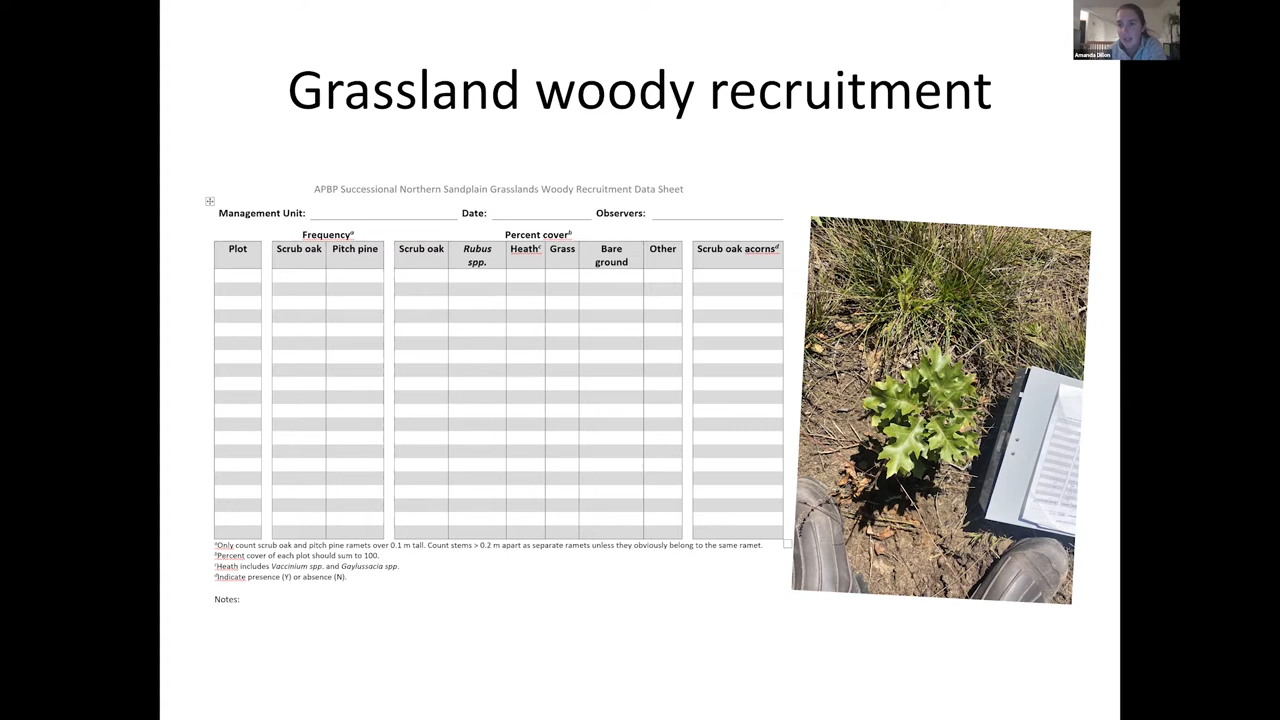 Amanda Dillon
Grassland woody recruitment
APBP Successional Northern Sandplain Grasslands Woody Recruitment Data Sheet
Management Unit: Date: Observers:
Frequencyᵃ Percent coverᵇ
Plot Scrub oak Pitch pine Scrub oak Rubus spp. Heathᶜ Grass Bare ground Other Scrub oak acornsᵈ
ᵃOnly count scrub oak and pitch pine ramets over 0.1 m tall. Count stems > 0.2 m apart as separate ramets unless they obviously belong to the same ramet.
ᵇPercent cover of each plot should sum to 100.
ᶜHeath includes Vaccinium spp. and Gaylussacia spp.
ᵈIndicate presence (Y) or absence (N).
Notes: